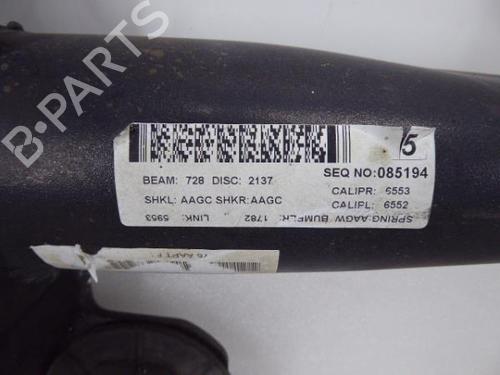 B-PARTS
5
BEAM: 728 DISC: 2137 SEQ NO:085194
SHKL: AAGC SHKR:AAGC CALIPR: 6553
CALIPL: 6552
SPRING:AAGW BUMFLR: 1782 LINK: 5953